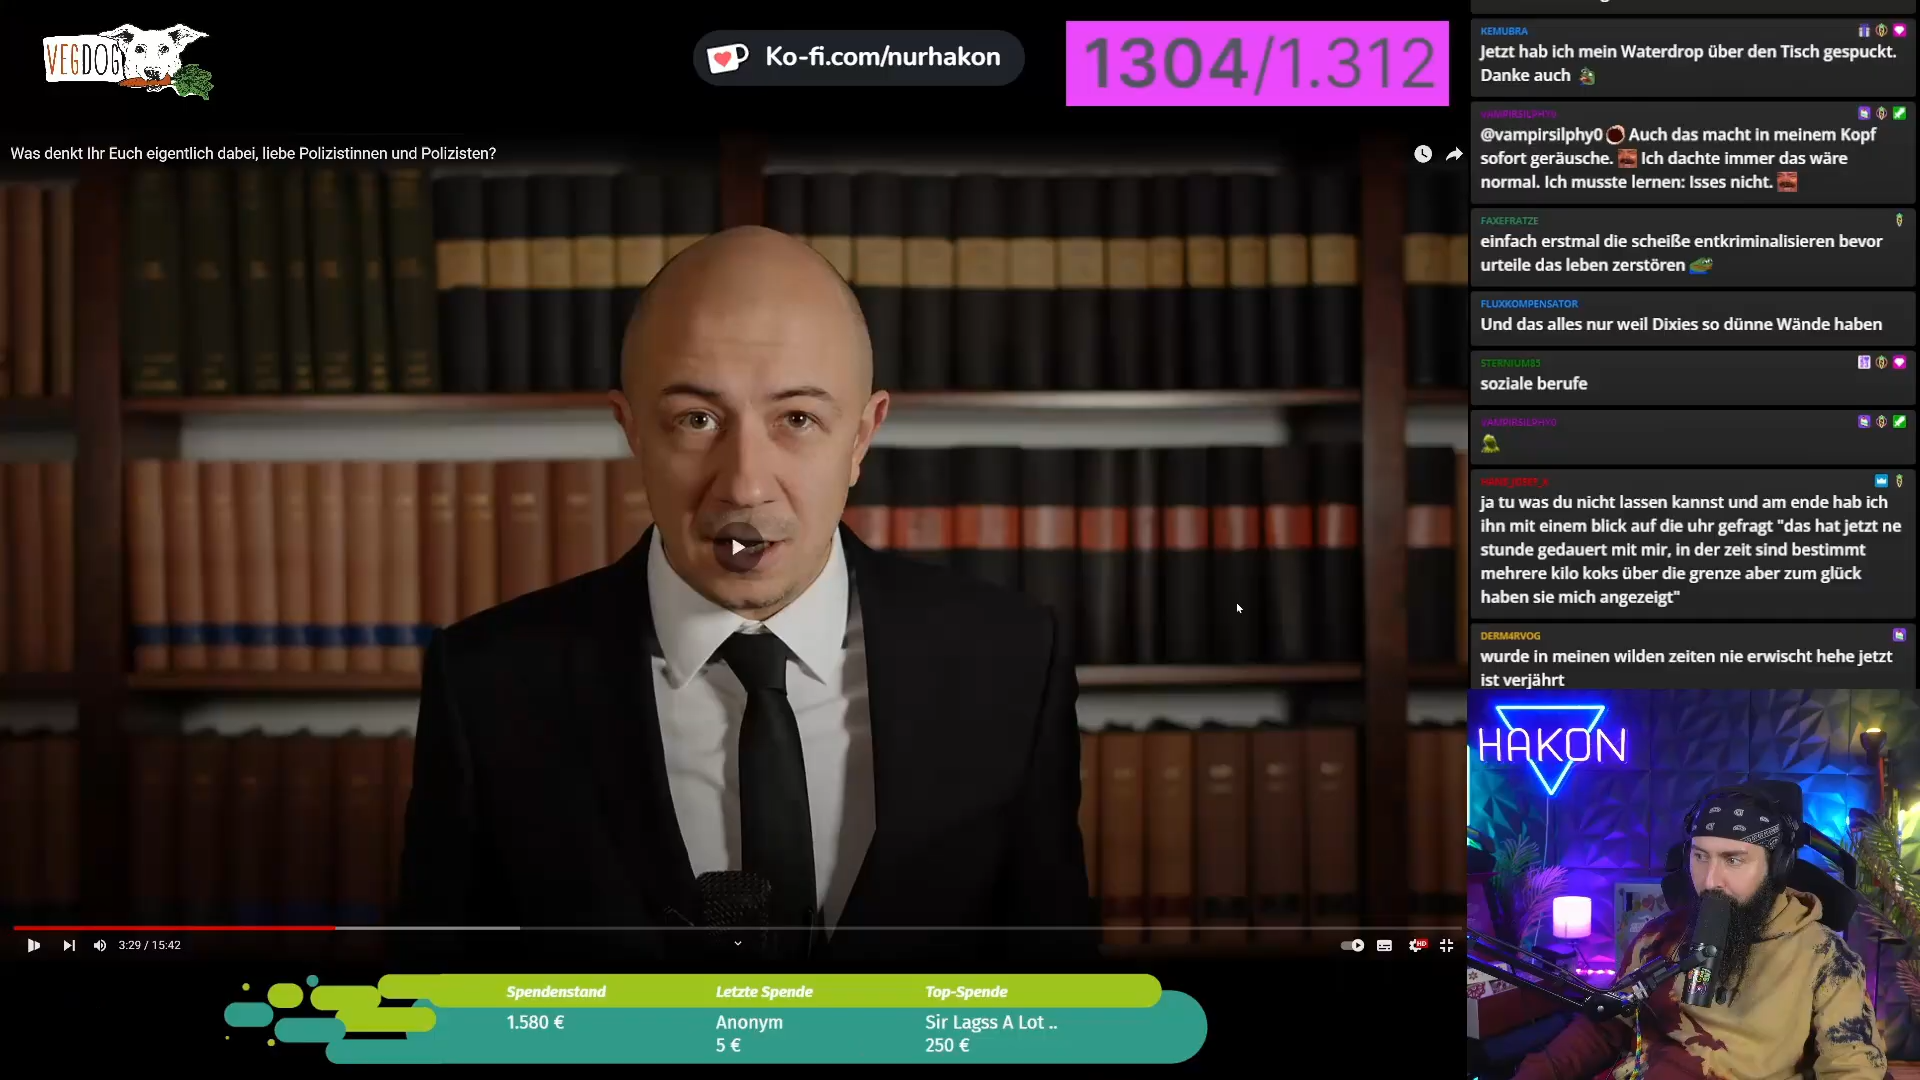 VEGDOG
Ko-fi.com/nurhakon
1304/1.312
Was denkt Ihr Euch eigentlich dabei, liebe Polizistinnen und Polizisten?
3:29 / 15:42
HD
Spendenstand
Letzte Spende
Top-Spende
1.580 €
Anonym
Sir Lagss A Lot ..
5 €
250 €
KEMUBRA
Jetzt hab ich mein Waterdrop über den Tisch gespuckt.
Danke auch
VAMPIRSILPHY0
@vampirsilphy0 Auch das macht in meinem Kopf
sofort geräusche. Ich dachte immer das wäre
normal. Ich musste lernen: Isses nicht.
FAXEFRATZE
einfach erstmal die scheiße entkriminalisieren bevor
urteile das leben zerstören
FLUXKOMPENSATOR
Und das alles nur weil Dixies so dünne Wände haben
STERNIUM85
soziale berufe
VAMPIRSILPHY0
ja tu was du nicht lassen kannst und am ende hab ich
ihn mit einem blick auf die uhr gefragt "das hat jetzt ne
stunde gedauert mit mir, in der zeit sind bestimmt
mehrere kilo koks über die grenze aber zum glück
haben sie mich angezeigt"
DERM4RVOG
wurde in meinen wilden zeiten nie erwischt hehe jetzt
ist verjährt
HAKON